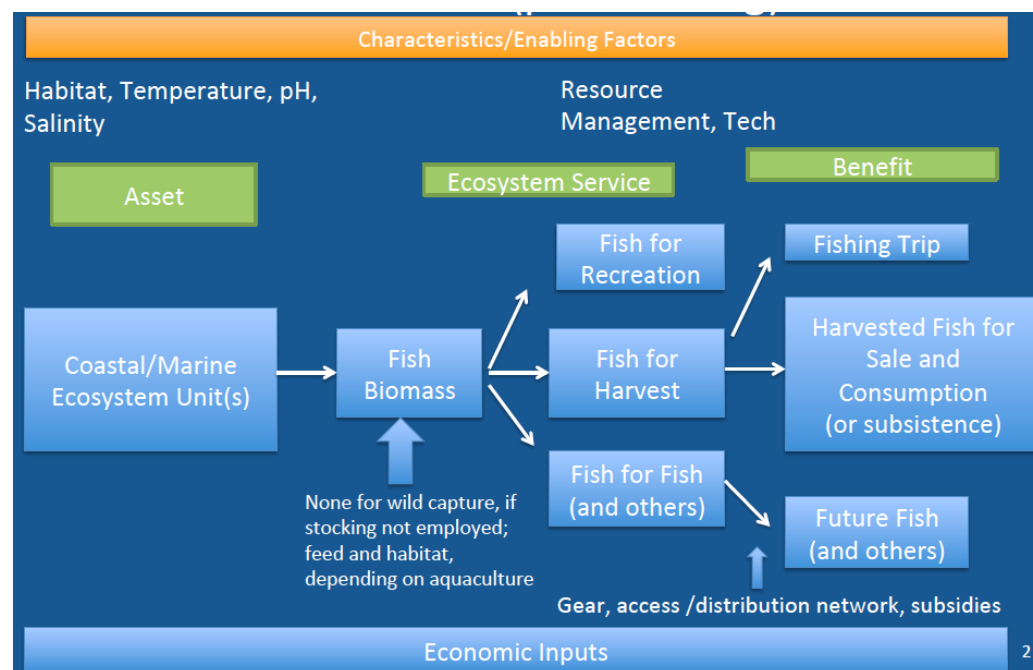 Characteristics/Enabling Factors
Habitat, Temperature, pH,
Salinity
Resource
Management, Tech
Asset
Ecosystem Service
Benefit
Fish for
Recreation
Fishing Trip
Coastal/Marine
Ecosystem Unit(s)
Fish
Biomass
Fish for
Harvest
Harvested Fish for
Sale and
Consumption
(or subsistence)
None for wild capture, if
stocking not employed;
feed and habitat,
depending on aquaculture
Fish for Fish
(and others)
Future Fish
(and others)
Gear, access /distribution network, subsidies
Economic Inputs
2